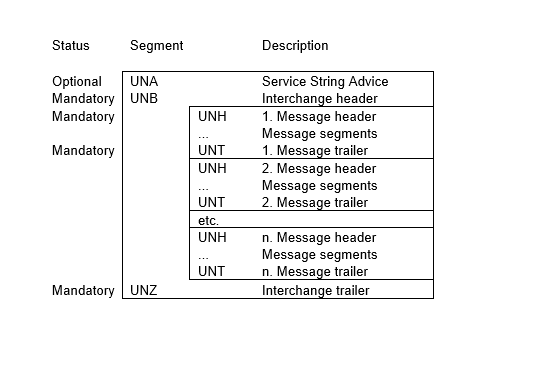 Status Segment Description
Optional UNA Service String Advice
Mandatory UNB Interchange header
Mandatory UNH 1. Message header
... Message segments
Mandatory UNT 1. Message trailer
UNH 2. Message header
... Message segments
UNT 2. Message trailer
etc.
UNH n. Message header
... Message segments
UNT n. Message trailer
Mandatory UNZ Interchange trailer